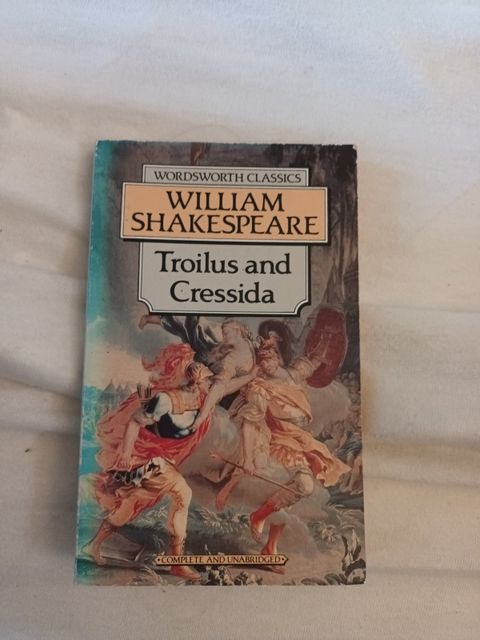 WORDSWORTH CLASSICS
WILLIAM
SHAKESPEARE
Troilus and
Cressida
• COMPLETE AND UNABRIDGED •